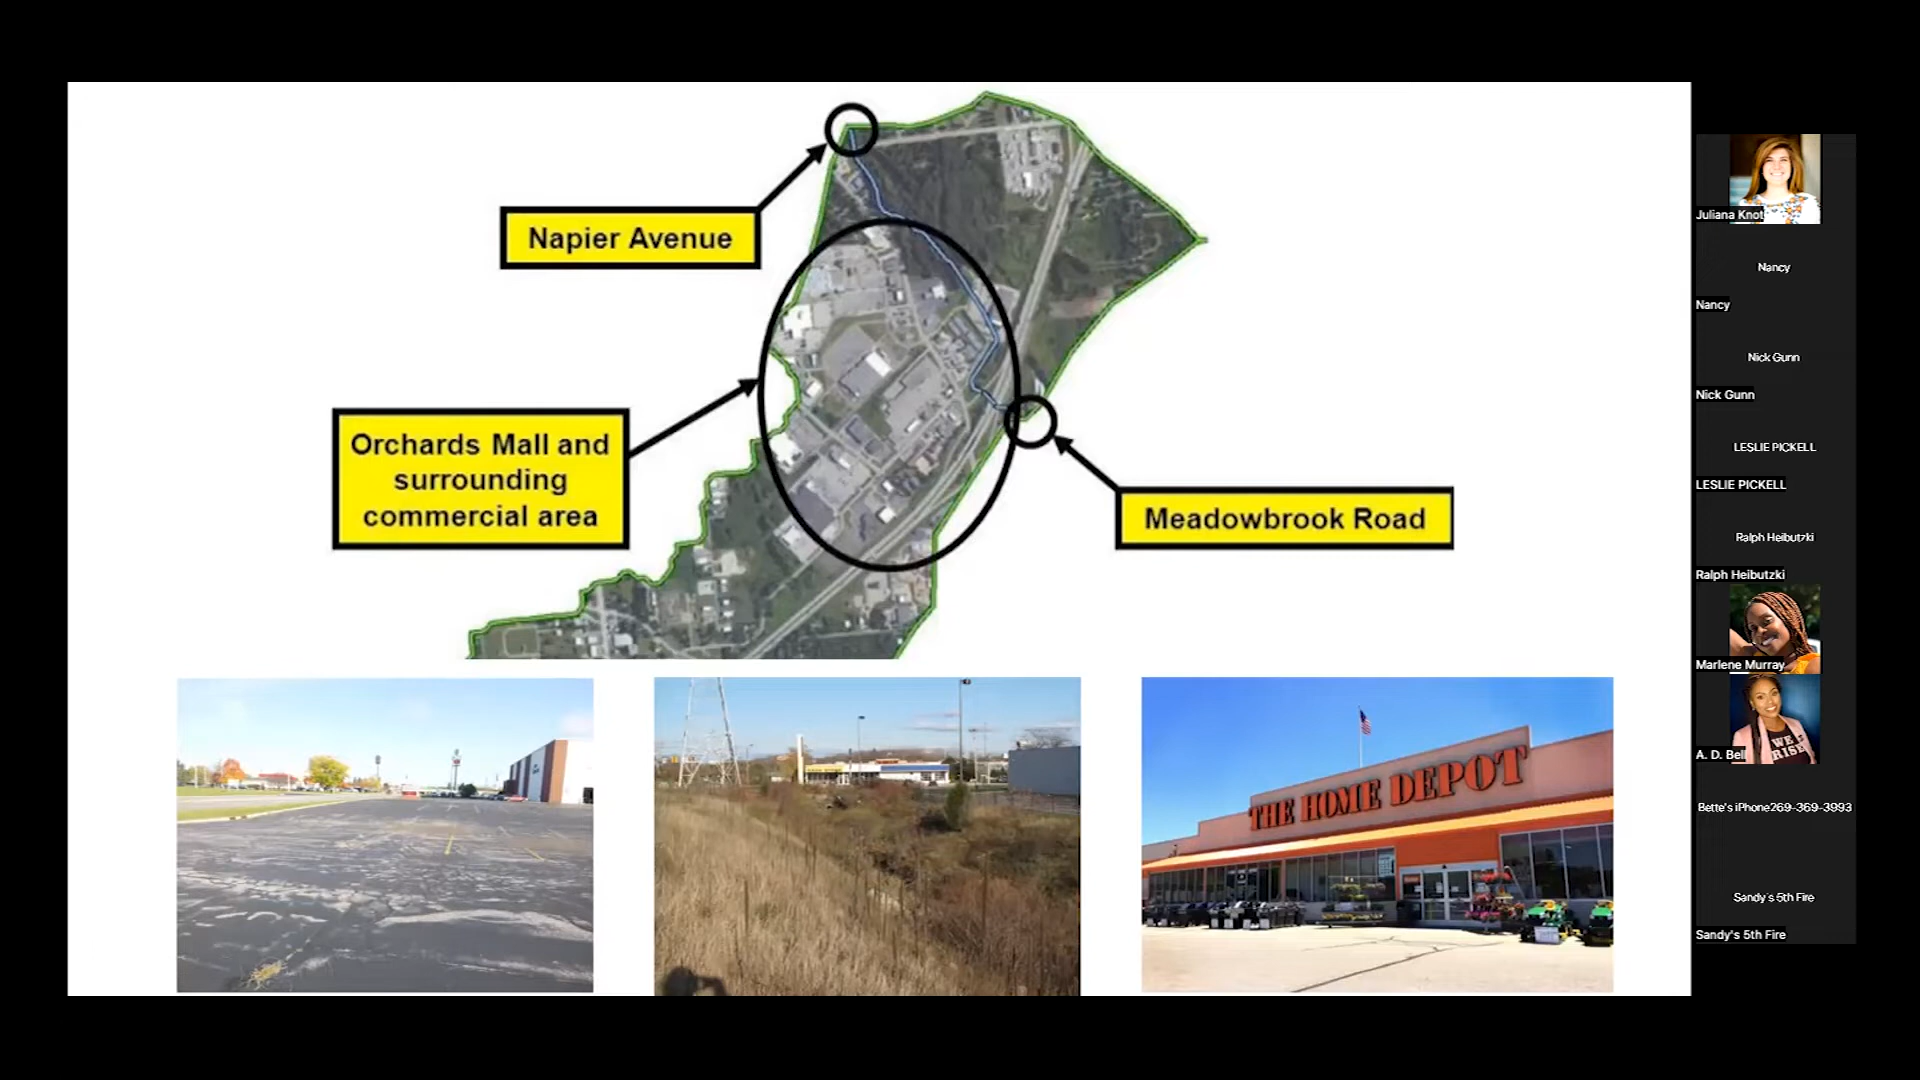 Napier Avenue
Orchards Mall and
surrounding
commercial area
Meadowbrook Road
THE HOME DEPOT
Juliana Knot
Nancy
Nancy
Nick Gunn
Nick Gunn
LESLIE PICKELL
LESLIE PICKELL
Ralph Heibutzki
Ralph Heibutzki
Marlene Murray
WE
RISE
A. D. Bell
Bette's iPhone269-369-3993
Sandy's 5th Fire
Sandy's 5th Fire